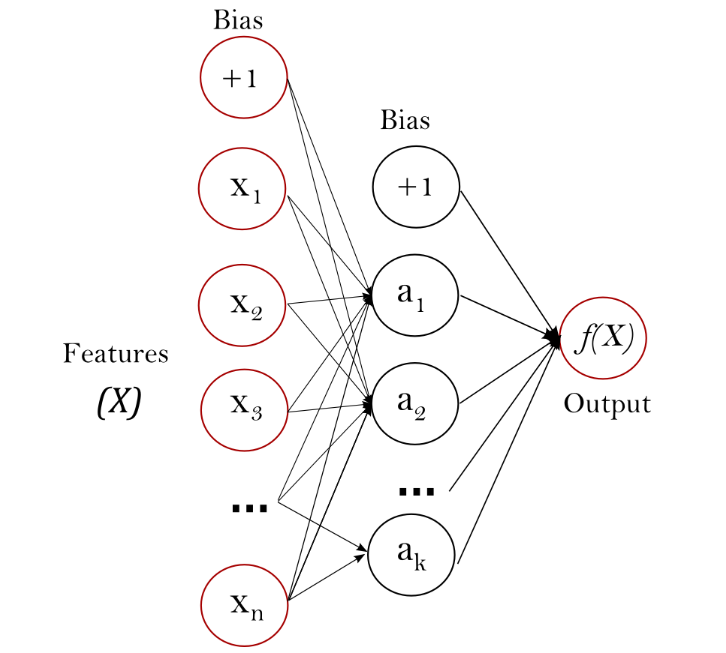 Bias
+1
x₁
x₂
x₃
...
xₙ
Features
(X)
Bias
+1
a₁
a₂
...
aₖ
f(X)
Output